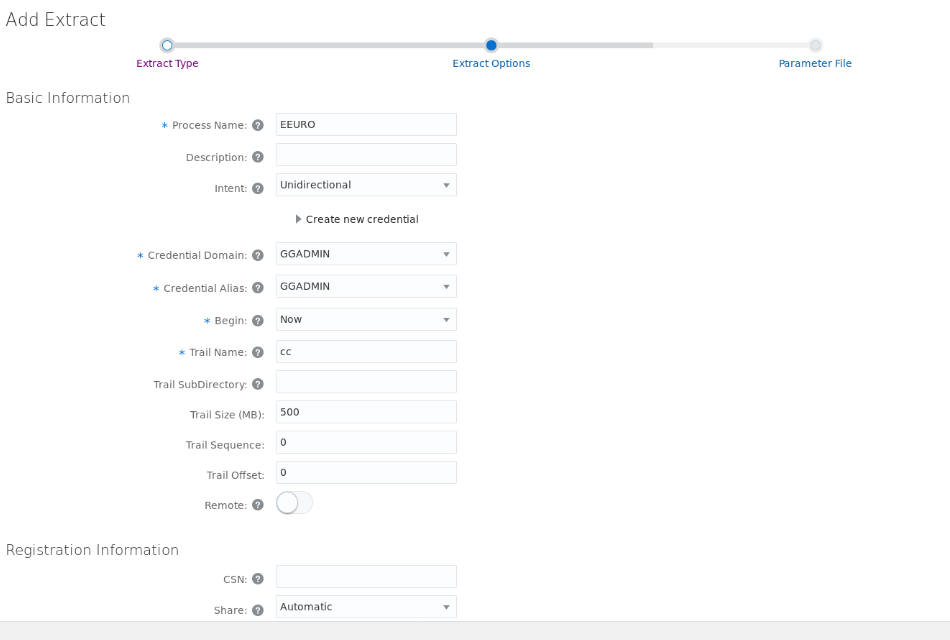 Add Extract
Extract Type Extract Options Parameter File
Basic Information
* Process Name: ? EEURO
Description: ?
Intent: ? Unidirectional
Create new credential
* Credential Domain: ? GGADMIN
* Credential Alias: ? GGADMIN
* Begin: ? Now
* Trail Name: ? cc
Trail SubDirectory: ?
Trail Size (MB): 500
Trail Sequence: 0
Trail Offset: 0
Remote: ?
Registration Information
CSN: ?
Share: ? Automatic